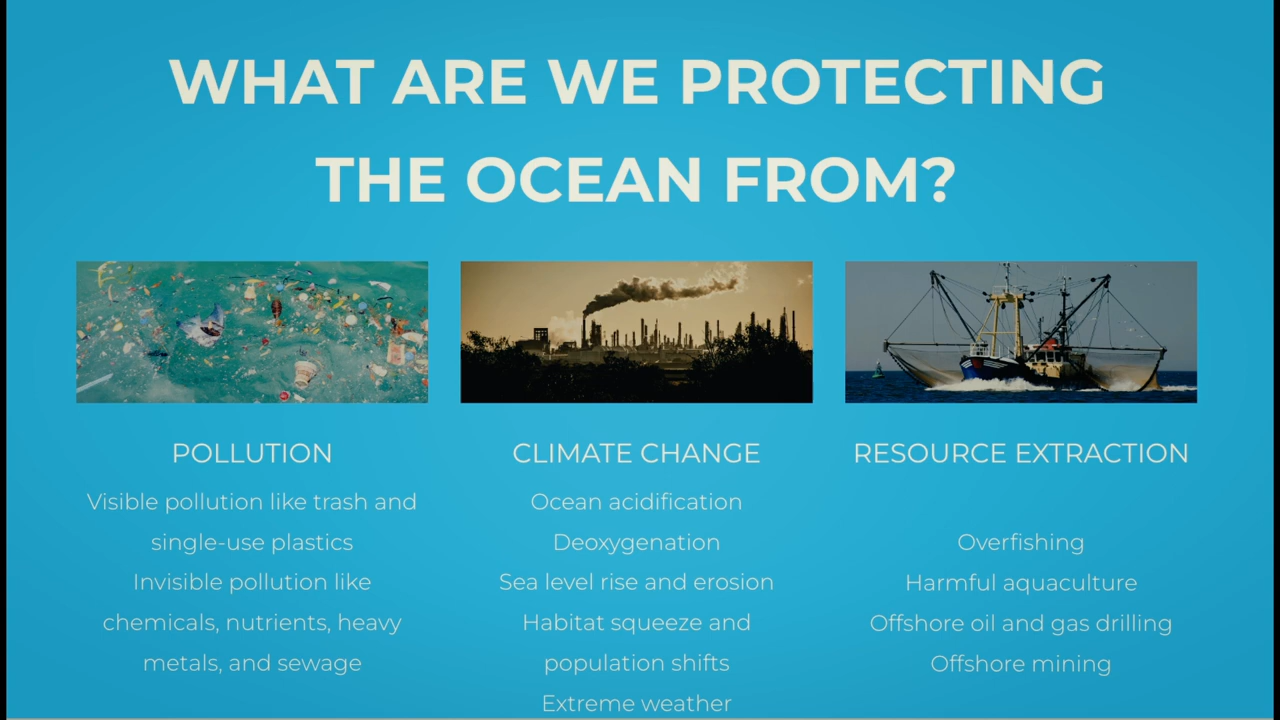 WHAT ARE WE PROTECTING
THE OCEAN FROM?
POLLUTION
Visible pollution like trash and
single-use plastics
Invisible pollution like
chemicals, nutrients, heavy
metals, and sewage
CLIMATE CHANGE
Ocean acidification
Deoxygenation
Sea level rise and erosion
Habitat squeeze and
population shifts
Extreme weather
RESOURCE EXTRACTION
Overfishing
Harmful aquaculture
Offshore oil and gas drilling
Offshore mining